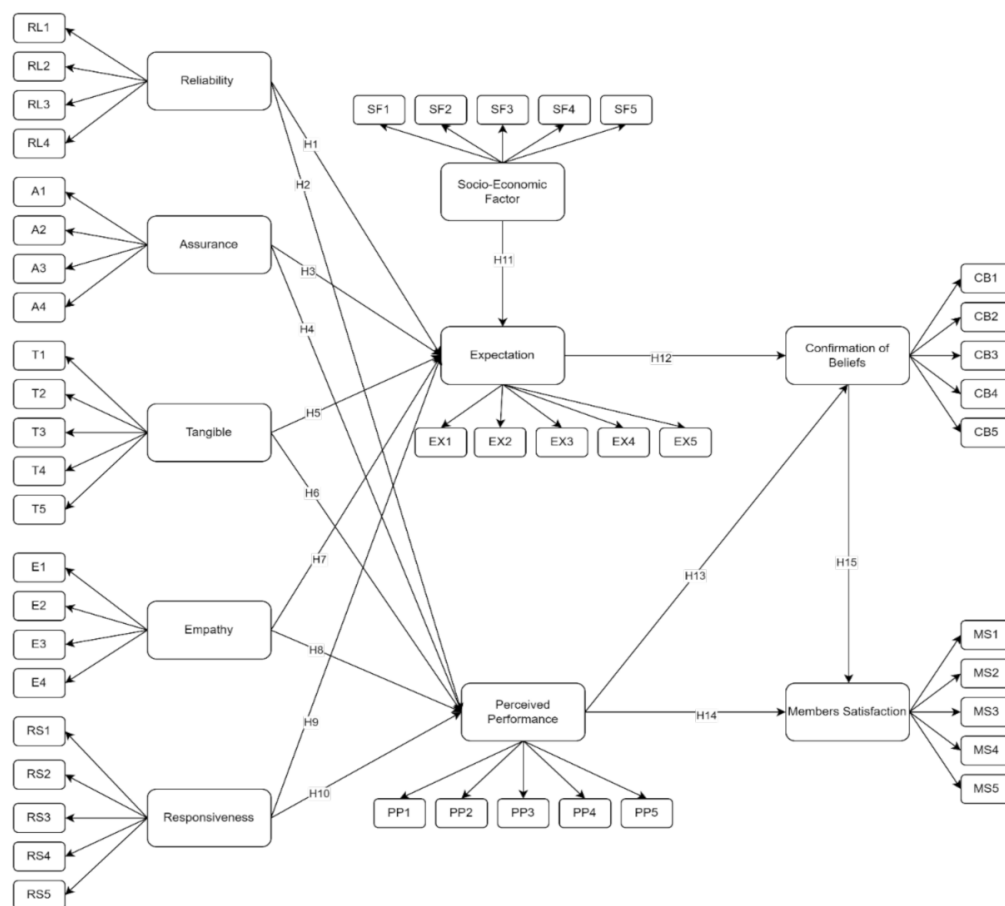 RL1
RL2
RL3
RL4
Reliability
A1
A2
A3
A4
Assurance
T1
T2
T3
T4
T5
Tangible
E1
E2
E3
E4
Empathy
RS1
RS2
RS3
RS4
RS5
Responsiveness
H1
H2
H3
H4
H5
H6
H7
H8
H9
H10
SF1
SF2
SF3
SF4
SF5
Socio-Economic
Factor
H11
Expectation
EX1
EX2
EX3
EX4
EX5
Perceived
Performance
PP1
PP2
PP3
PP4
PP5
H12
H13
H14
H15
Confirmation of
Beliefs
CB1
CB2
CB3
CB4
CB5
Members Satisfaction
MS1
MS2
MS3
MS4
MS5